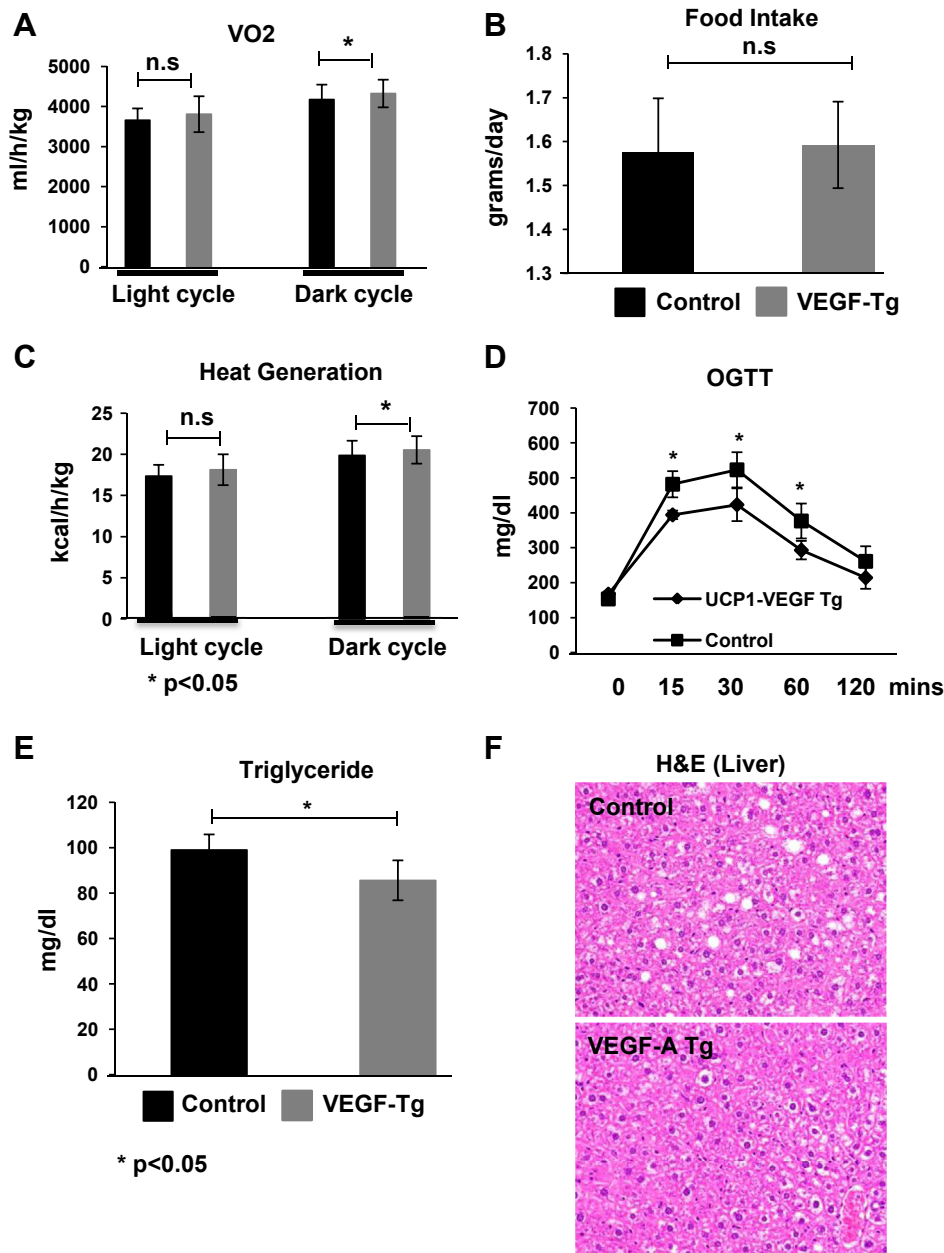 A
VO2
ml/h/kg
5000
4000
3000
2000
1000
0
n.s
*
Light cycle
Dark cycle
B
Food Intake
n.s
grams/day
1.8
1.7
1.6
1.5
1.4
1.3
Control
VEGF-Tg
C
Heat Generation
kcal/h/kg
25
20
15
10
5
0
n.s
*
Light cycle
Dark cycle
* p<0.05
D
OGTT
mg/dl
700
600
500
400
300
200
100
0
*
*
*
UCP1-VEGF Tg
Control
0 15 30 60 120 mins
E
Triglyceride
mg/dl
120
100
80
60
40
20
0
*
Control
VEGF-Tg
* p<0.05
F
H&E (Liver)
Control
VEGF-A Tg